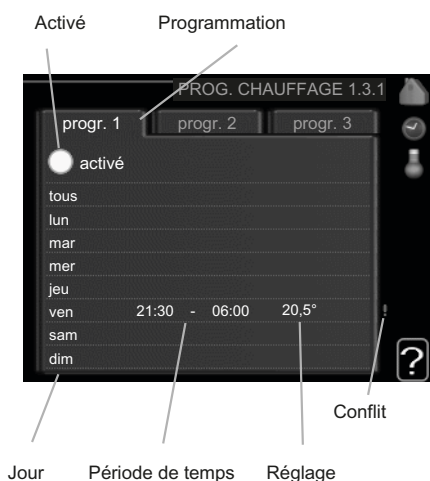 Activé Programmation
PROG. CHAUFFAGE 1.3.1
progr. 1 progr. 2 progr. 3
activé
tous
lun
mar
mer
jeu
ven 21:30 - 06:00 20,5° !
sam
dim
?
Conflit
Jour Période de temps Réglage